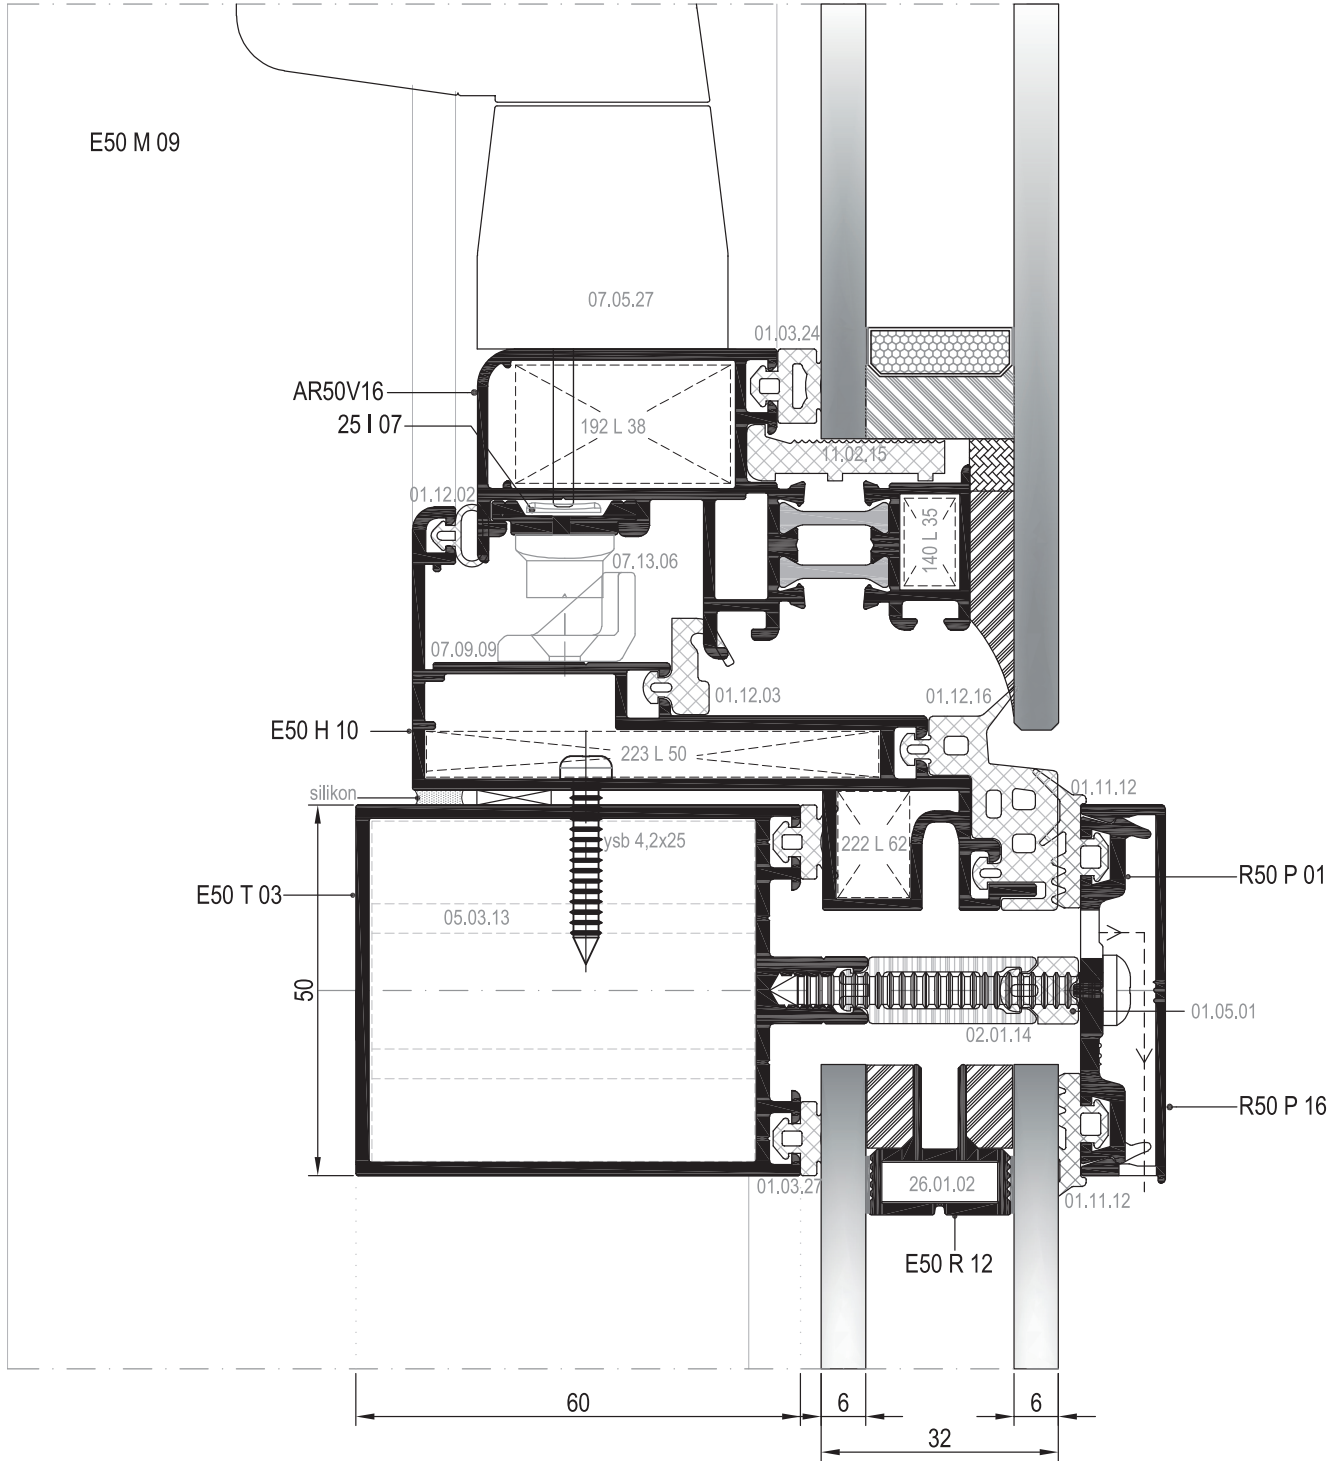 E50 M 09
07.05.27
01.03.24
AR50V16
25 I 07
192 L 38
11.02.15
01.12.02
140 L 35
07.13.06
07.09.09
01.12.03
01.12.16
E50 H 10
223 L 50
silikon
01.11.12
ysb 4,2x25
222 L 62
R50 P 01
E50 T 03
05.03.13
50
01.05.01
02.01.14
R50 P 16
01.03.27
26.01.02
01.11.12
E50 R 12
60
6
6
32